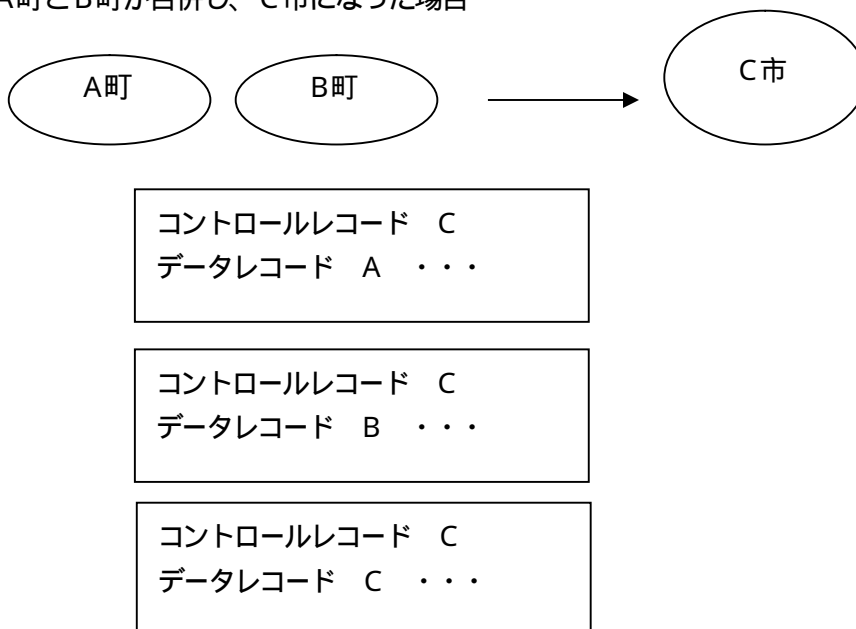 A町とB町が合併し、C市になった場合
A町
B町
C市
コントロールレコード　C
データレコード　A　・・・
コントロールレコード　C
データレコード　B　・・・
コントロールレコード　C
データレコード　C　・・・